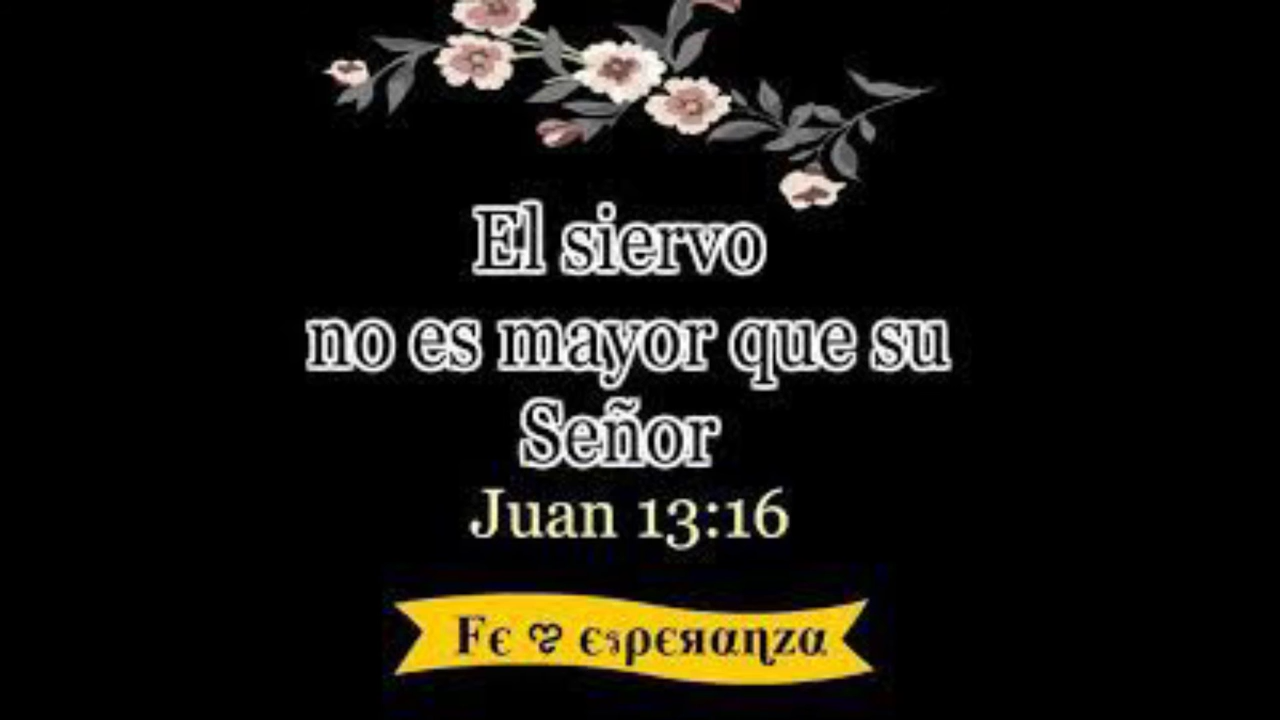 El siervo
no es mayor que su
Señor
Juan 13:16
Fe ღ esperanza